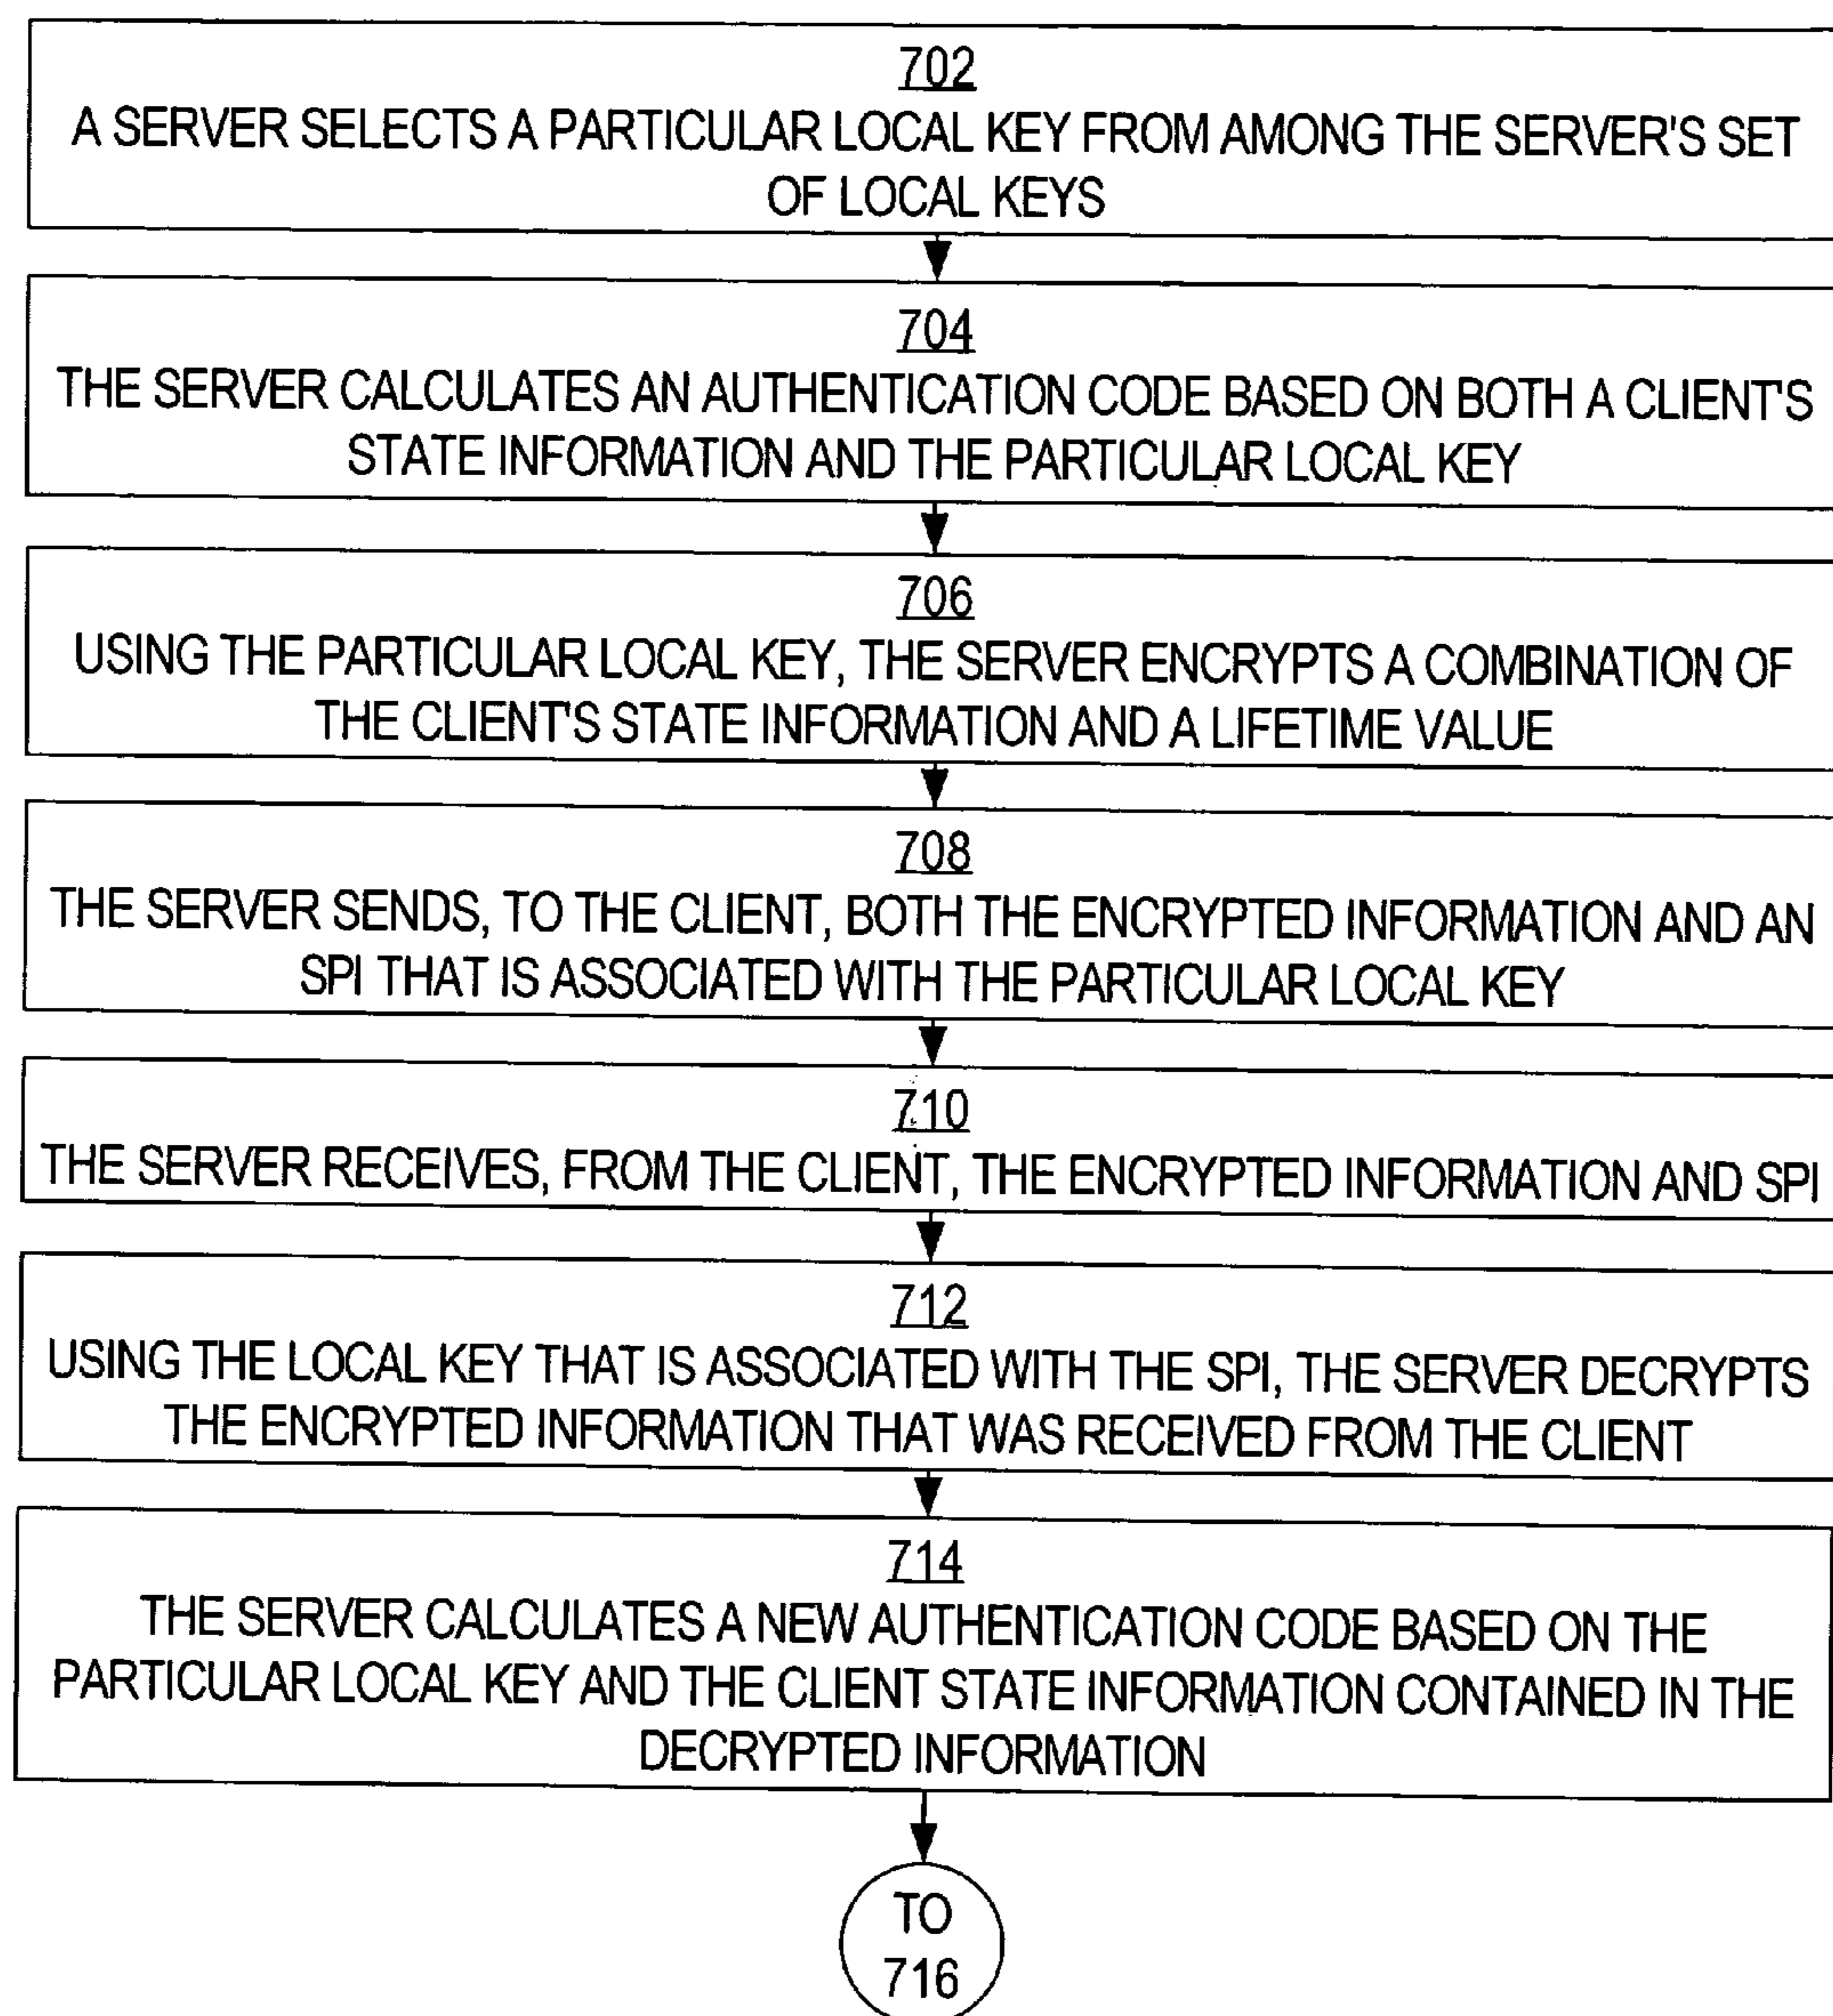 702
A SERVER SELECTS A PARTICULAR LOCAL KEY FROM AMONG THE SERVER'S SET
OF LOCAL KEYS
704
THE SERVER CALCULATES AN AUTHENTICATION CODE BASED ON BOTH A CLIENT'S
STATE INFORMATION AND THE PARTICULAR LOCAL KEY
706
USING THE PARTICULAR LOCAL KEY, THE SERVER ENCRYPTS A COMBINATION OF
THE CLIENT'S STATE INFORMATION AND A LIFETIME VALUE
708
THE SERVER SENDS, TO THE CLIENT, BOTH THE ENCRYPTED INFORMATION AND AN
SPI THAT IS ASSOCIATED WITH THE PARTICULAR LOCAL KEY
710
THE SERVER RECEIVES, FROM THE CLIENT, THE ENCRYPTED INFORMATION AND SPI
712
USING THE LOCAL KEY THAT IS ASSOCIATED WITH THE SPI, THE SERVER DECRYPTS
THE ENCRYPTED INFORMATION THAT WAS RECEIVED FROM THE CLIENT
714
THE SERVER CALCULATES A NEW AUTHENTICATION CODE BASED ON THE
PARTICULAR LOCAL KEY AND THE CLIENT STATE INFORMATION CONTAINED IN THE
DECRYPTED INFORMATION
TO
716